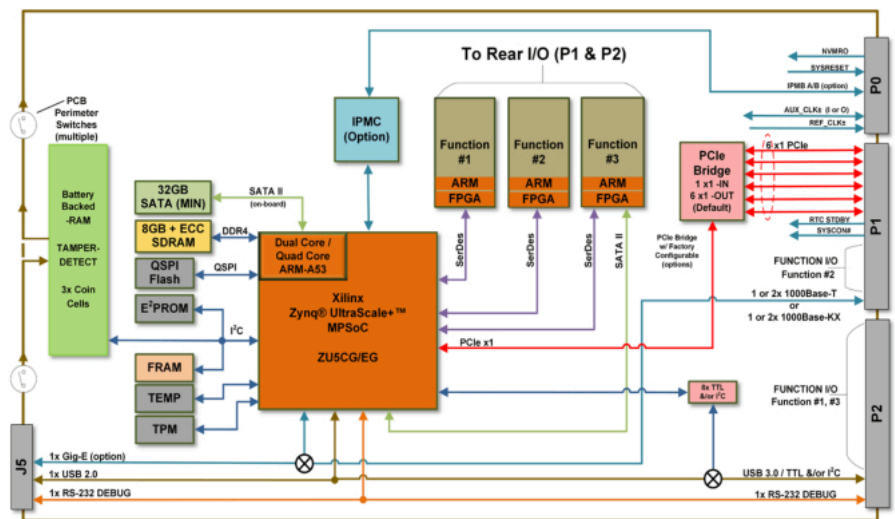 To Rear I/O (P1 & P2)
PCB
Perimeter
Switches
(multiple)
Battery
Backed
-RAM
TAMPER-
DETECT
3x Coin
Cells
32GB
SATA (MIN)
SATA II
(on-board)
8GB + ECC
SDRAM
DDR4
QSPI
Flash
QSPI
E²PROM
I²C
FRAM
TEMP
TPM
IPMC
(Option)
Dual Core /
Quad Core
ARM-A53
Xilinx
Zynq® UltraScale+™
MPSoC
ZU5CG/EG
Function
#1
ARM
FPGA
Function
#2
ARM
FPGA
Function
#3
ARM
FPGA
SerDes
SerDes
SerDes
SATA II
PCIe
Bridge
1 x1 -IN
6 x1 -OUT
(Default)
PCIe Bridge
w/ Factory
Configurable
(options)
PCIe x1
NVMRO
SYSRESET
IPMB A/B (option)
AUX_CLK± (I or O)
REF_CLK±
P0
6 x1 PCIe
RTC STDBY
SYSCON#
P1
FUNCTION I/O
Function #2
1 or 2x 1000Base-T
or
1 or 2x 1000Base-KX
8x TTL
&/or I²C
FUNCTION I/O
Function #1, #3
P2
J5
1x Gig-E (option)
1x USB 2.0
USB 3.0 / TTL &/or I²C
1x RS-232 DEBUG
1x RS-232 DEBUG